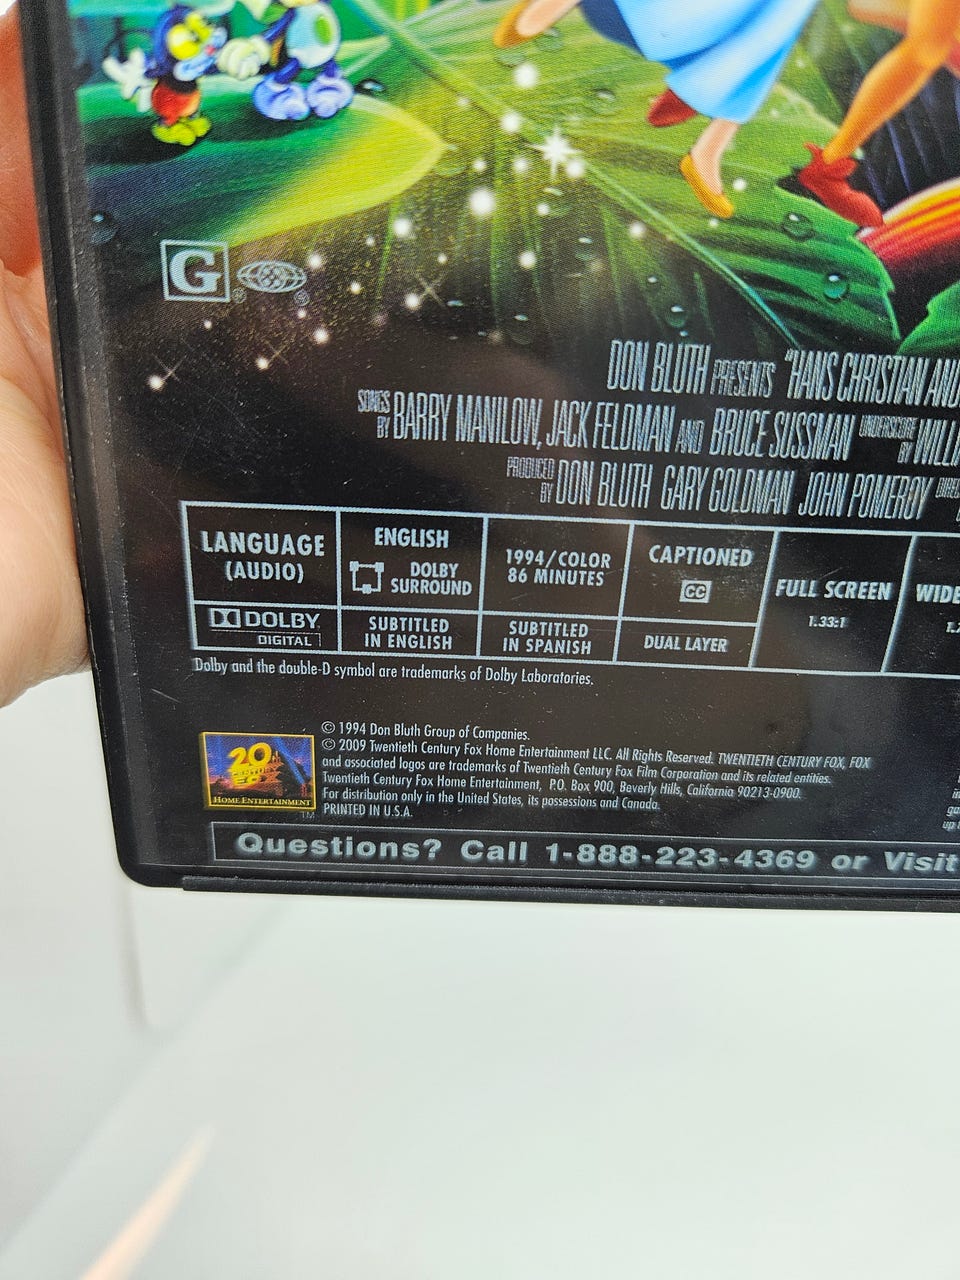 G
DON BLUTH PRESENTS "HANS CHRISTIAN AND
SONGS BY BARRY MANILOW, JACK FELDMAN AND BRUCE SUSSMAN UNDERSCORE BY WILLI
PRODUCED BY DON BLUTH GARY GOLDMAN JOHN POMEROY
LANGUAGE (AUDIO)
ENGLISH
DOLBY SURROUND
1994/COLOR
86 MINUTES
CAPTIONED
CC
FULL SCREEN
1.33:1
WIDE
DOLBY
DIGITAL
SUBTITLED
IN ENGLISH
SUBTITLED
IN SPANISH
DUAL LAYER
Dolby and the double-D symbol are trademarks of Dolby Laboratories.
20th
CENTURY
FOX
HOME ENTERTAINMENT
TM
© 1994 Don Bluth Group of Companies.
© 2009 Twentieth Century Fox Home Entertainment LLC. All Rights Reserved. TWENTIETH CENTURY FOX, FOX
and associated logos are trademarks of Twentieth Century Fox Film Corporation and its related entities.
Twentieth Century Fox Home Entertainment, P.O. Box 900, Beverly Hills, California 90213-0900.
For distribution only in the United States, its possessions and Canada.
PRINTED IN U.S.A.
Questions? Call 1-888-223-4369 or Visit